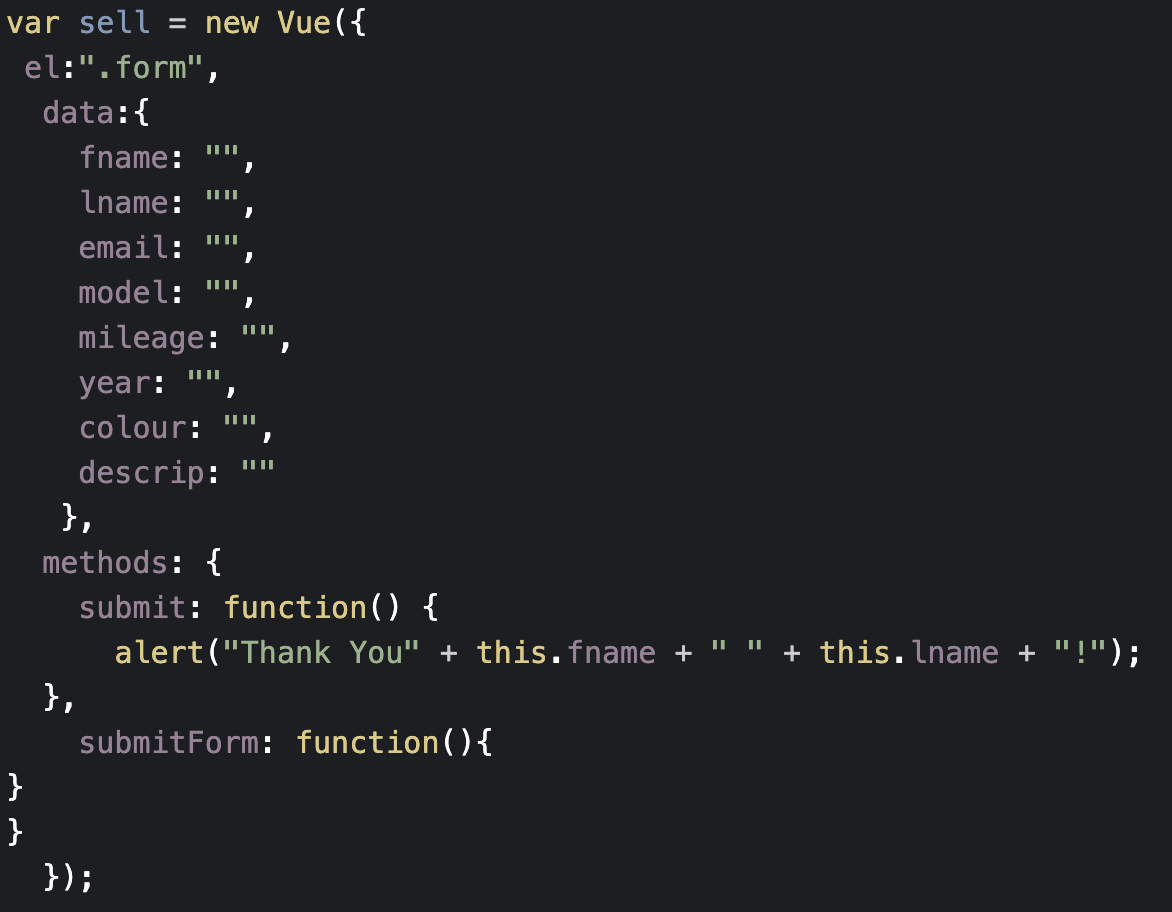 var sell = new Vue({
 el:".form",
  data:{
    fname: "",
    lname: "",
    email: "",
    model: "",
    mileage: "",
    year: "",
    colour: "",
    descrip: ""
   },
  methods: {
    submit: function() {
      alert("Thank You" + this.fname + " " + this.lname + "!");
  },
    submitForm: function(){
}
}
  });